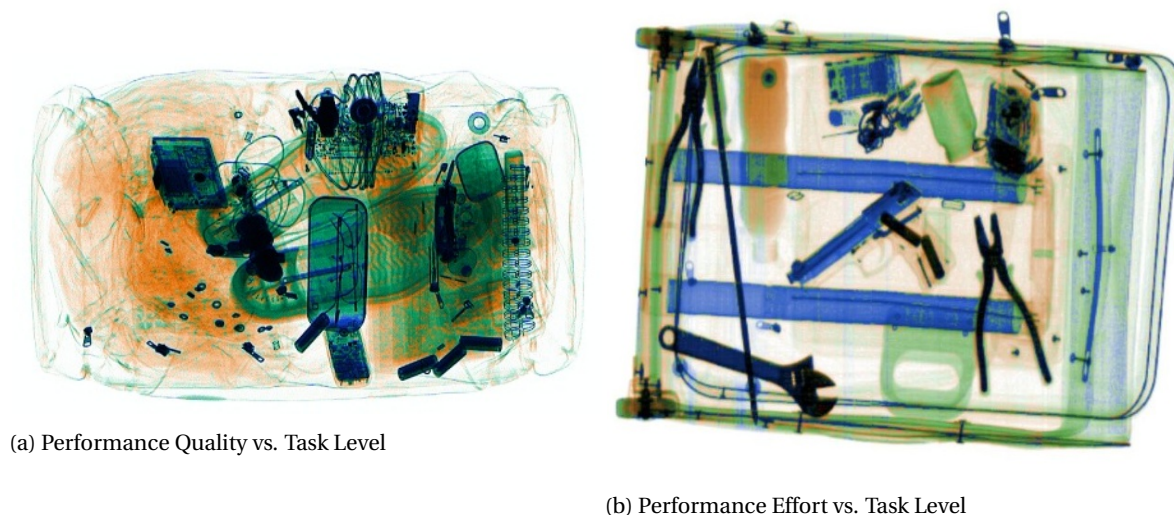 (a) Performance Quality vs. Task Level
(b) Performance Effort vs. Task Level